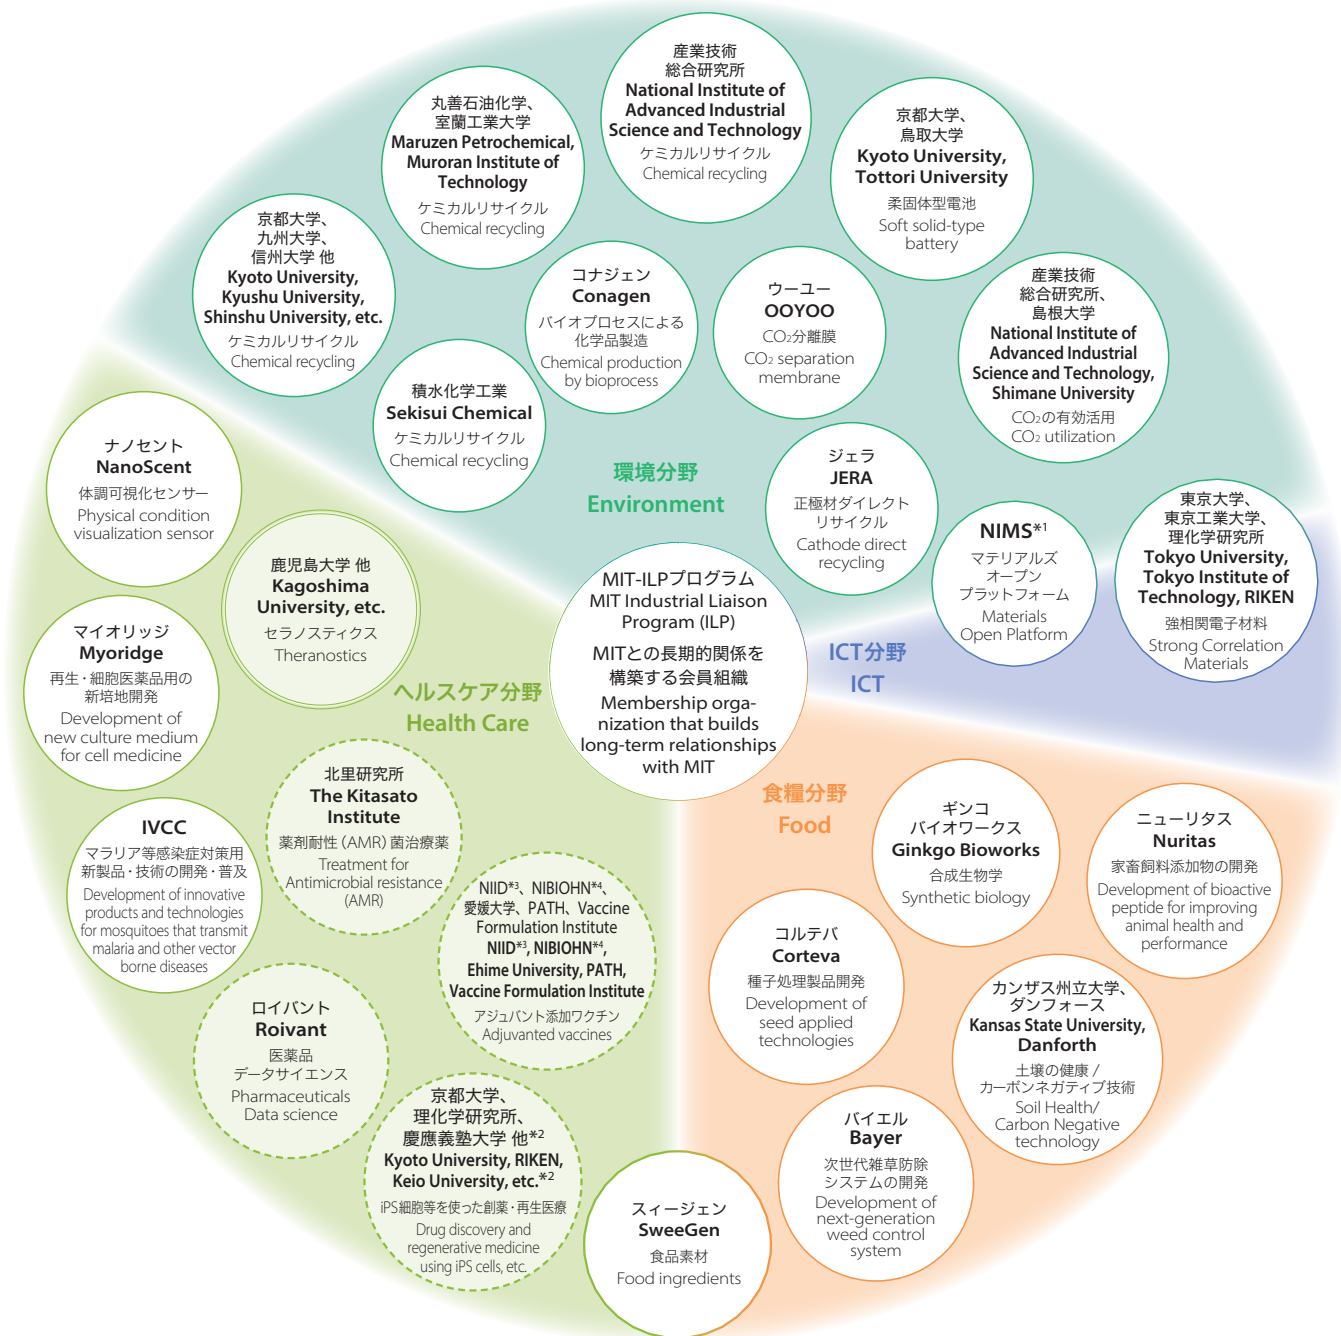 産業技術
総合研究所
National Institute of
Advanced Industrial
Science and Technology
ケミカルリサイクル
Chemical recycling
丸善石油化学、
室蘭工業大学
Maruzen Petrochemical,
Muroran Institute of
Technology
ケミカルリサイクル
Chemical recycling
京都大学、
鳥取大学
Kyoto University,
Tottori University
柔固体型電池
Soft solid-type
battery
京都大学、
九州大学、
信州大学 他
Kyoto University,
Kyushu University,
Shinshu University, etc.
ケミカルリサイクル
Chemical recycling
コナジェン
Conagen
バイオプロセスによる
化学品製造
Chemical production
by bioprocess
ウーユー
OOYOO
CO₂分離膜
CO₂ separation
membrane
産業技術
総合研究所、
島根大学
National Institute of
Advanced Industrial
Science and Technology,
Shimane University
CO₂の有効活用
CO₂ utilization
積水化学工業
Sekisui Chemical
ケミカルリサイクル
Chemical recycling
環境分野
Environment
ジェラ
JERA
正極材ダイレクト
リサイクル
Cathode direct
recycling
NIMS*1
マテリアルズ
オープン
プラットフォーム
Materials
Open Platform
東京大学、
東京工業大学、
理化学研究所
Tokyo University,
Tokyo Institute of
Technology, RIKEN
強相関電子材料
Strong Correlation
Materials
ICT分野
ICT
MIT-ILPプログラム
MIT Industrial Liaison
Program (ILP)
MITとの長期的関係を
構築する会員組織
Membership orga-
nization that builds
long-term relationships
with MIT
ナノセント
NanoScent
体調可視化センサー
Physical condition
visualization sensor
鹿児島大学 他
Kagoshima
University, etc.
セラノスティクス
Theranostics
マイオリッジ
Myoridge
再生・細胞医薬品用の
新培地開発
Development of
new culture medium
for cell medicine
ヘルスケア分野
Health Care
北里研究所
The Kitasato
Institute
薬剤耐性（AMR）菌治療薬
Treatment for
Antimicrobial resistance
(AMR)
IVCC
マラリア等感染症対策用
新製品・技術の開発・普及
Development of innovative
products and technologies
for mosquitoes that transmit
malaria and other vector
borne diseases
NIID*3、NIBIOHN*4、
愛媛大学、PATH、Vaccine
Formulation Institute
NIID*3, NIBIOHN*4,
Ehime University, PATH,
Vaccine Formulation Institute
アジュバント添加ワクチン
Adjuvanted vaccines
ロイバント
Roivant
医薬品
データサイエンス
Pharmaceuticals
Data science
京都大学、
理化学研究所、
慶應義塾大学 他*2
Kyoto University, RIKEN,
Keio University, etc.*2
iPS細胞等を使った創薬・再生医療
Drug discovery and
regenerative medicine
using iPS cells, etc.
スィージェン
SweeGen
食品素材
Food ingredients
食糧分野
Food
ギンコ
バイオワークス
Ginkgo Bioworks
合成生物学
Synthetic biology
ニューリタス
Nuritas
家畜飼料添加物の開発
Development of bioactive
peptide for improving
animal health and
performance
コルテバ
Corteva
種子処理製品開発
Development of
seed applied
technologies
カンザス州立大学、
ダンフォース
Kansas State University,
Danforth
土壌の健康 /
カーボンネガティブ技術
Soil Health/
Carbon Negative
technology
バイエル
Bayer
次世代雑草防除
システムの開発
Development of
next-generation
weed control
system